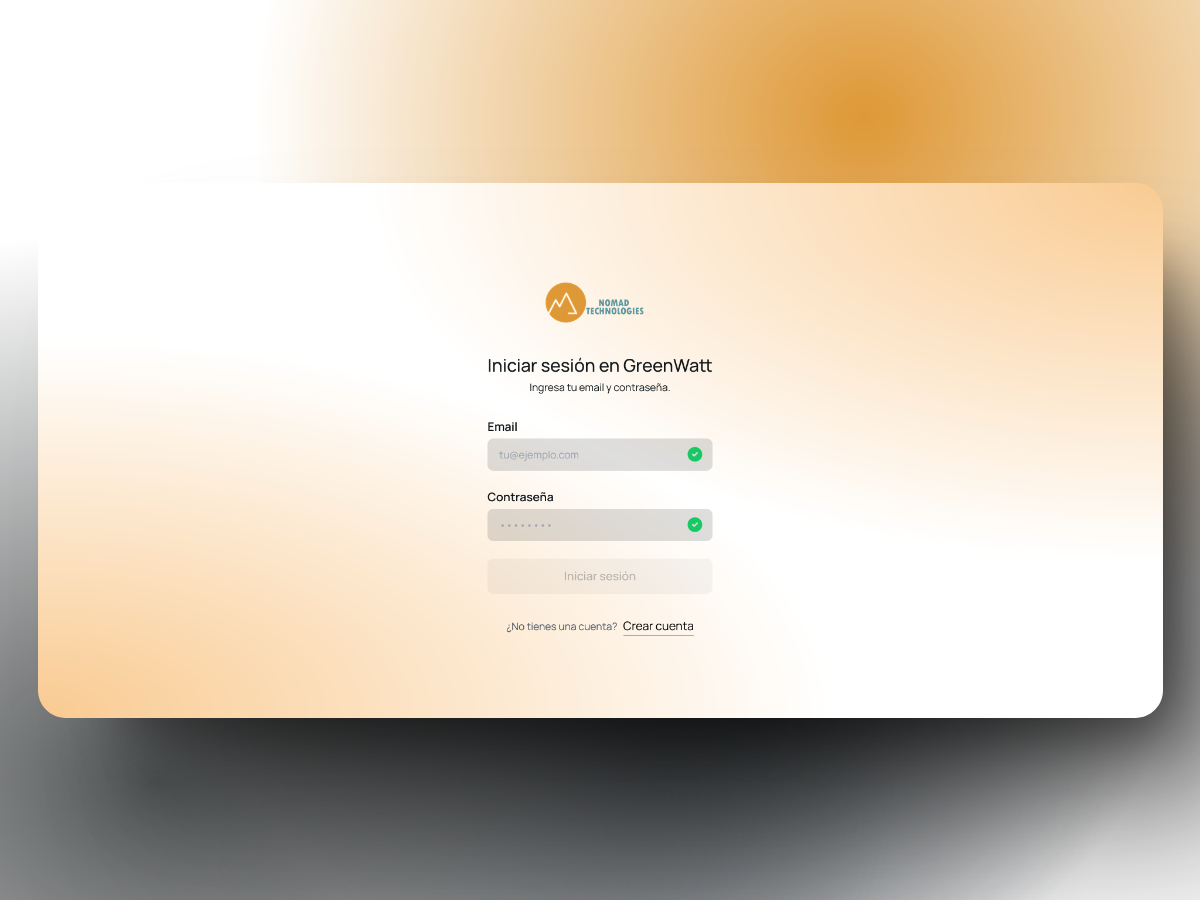 NOMAD
TECHNOLOGIES
Iniciar sesión en GreenWatt
Ingresa tu email y contraseña.
Email
tu@ejemplo.com
Contraseña
••••••••
Iniciar sesión
¿No tienes una cuenta? Crear cuenta